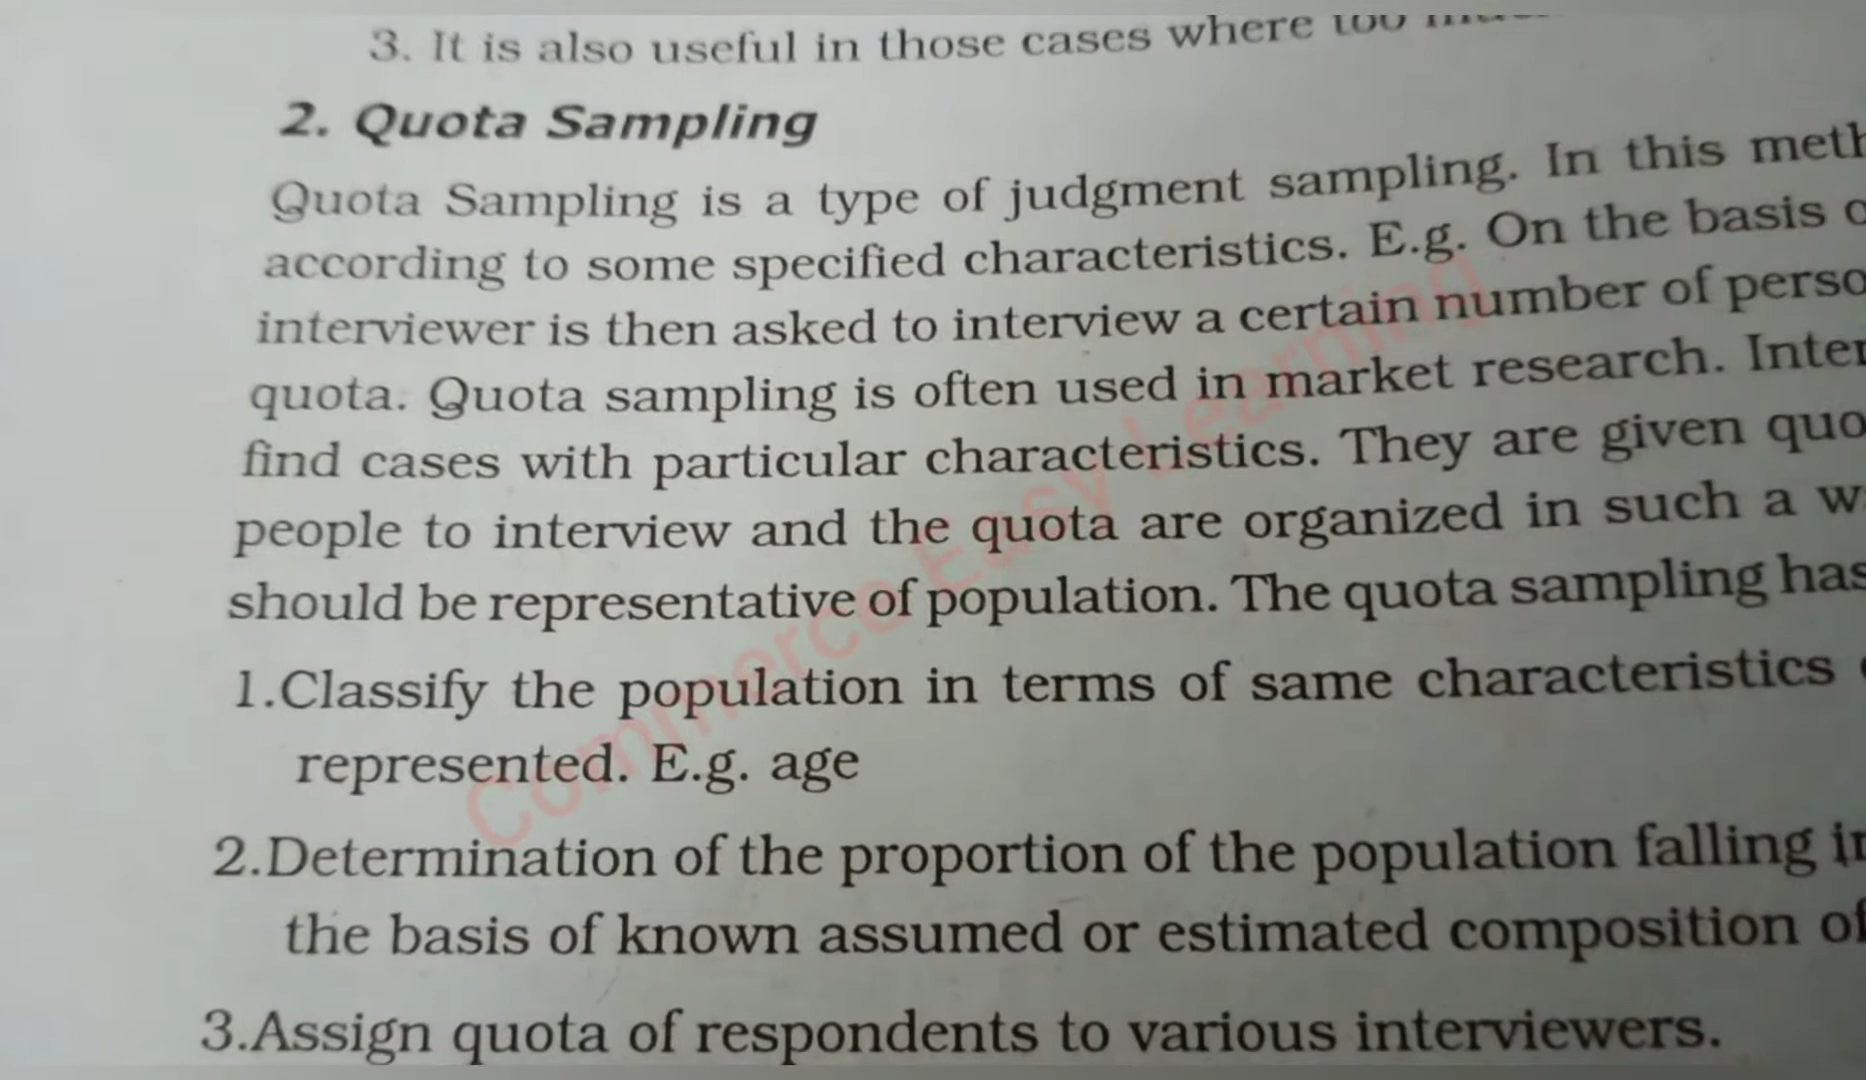 3. It is also useful in those cases where too
2. Quota Sampling
Quota Sampling is a type of judgment sampling. In this
according to some specified characteristics. E.g. On the basis
interviewer is then asked to interview a certain number of
quota. Quota sampling is often used in market research.
find cases with particular characteristics. They are given
people to interview and the quota are organized in such a
should be representative of population. The quota sampling has
1.Classify the population in terms of same characteristics
represented. E.g. age
2.Determination of the proportion of the population falling
the basis of known assumed or estimated composition of
3.Assign quota of respondents to various interviewers.
Commerce Easy Learning